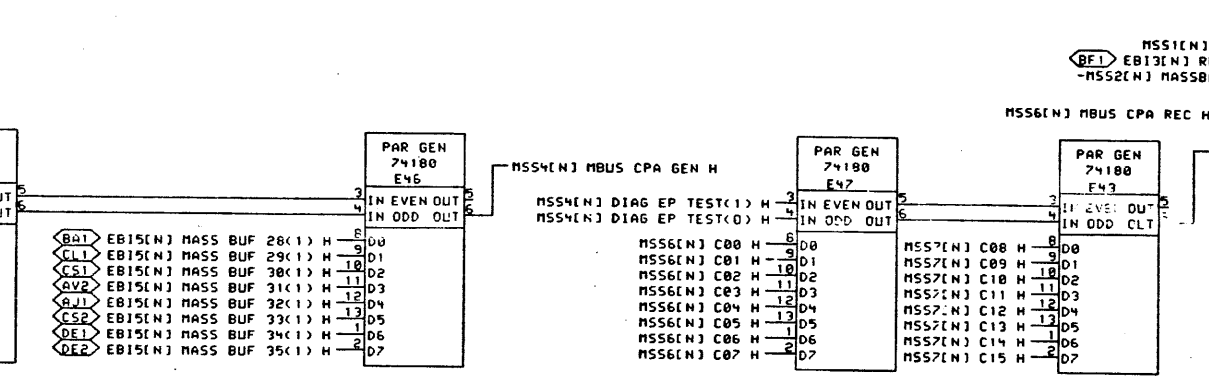 MSS1[N]
BF1 EBI3[N] R
-MSS2[N] MASSB
MSS6[N] MBUS CPA REC H
UT 5
UT 6
PAR GEN
74180
E46
3 IN EVEN OUT 5
4 IN ODD OUT 6
MSS4[N] MBUS CPA GEN H
BA1 EBI5[N] MASS BUF 28(1) H 8 D0
CL1 EBI5[N] MASS BUF 29(1) H 9 D1
CS1 EBI5[N] MASS BUF 30(1) H 10 D2
AV2 EBI5[N] MASS BUF 31(1) H 11 D3
AJ1 EBI5[N] MASS BUF 32(1) H 12 D4
CS2 EBI5[N] MASS BUF 33(1) H 13 D5
DE1 EBI5[N] MASS BUF 34(1) H 1 D6
DE2 EBI5[N] MASS BUF 35(1) H 2 D7
PAR GEN
74180
E47
MSS4[N] DIAG EP TEST(1) H 3 IN EVEN OUT 5
MSS4[N] DIAG EP TEST(0) H 4 IN ODD OUT 6
MSS6[N] C00 H 8 D0
MSS6[N] C01 H 9 D1
MSS6[N] C02 H 10 D2
MSS6[N] C03 H 11 D3
MSS6[N] C04 H 12 D4
MSS6[N] C05 H 13 D5
MSS6[N] C06 H 1 D6
MSS6[N] C07 H 2 D7
PAR GEN
74180
E43
3 IN EVEN OUT 5
4 IN ODD OUT
MSS7[N] C08 H 8 D0
MSS7[N] C09 H 9 D1
MSS7[N] C10 H 10 D2
MSS7[N] C11 H 11 D3
MSS7[N] C12 H 12 D4
MSS7[N] C13 H 13 D5
MSS7[N] C14 H 1 D6
MSS7[N] C15 H 2 D7